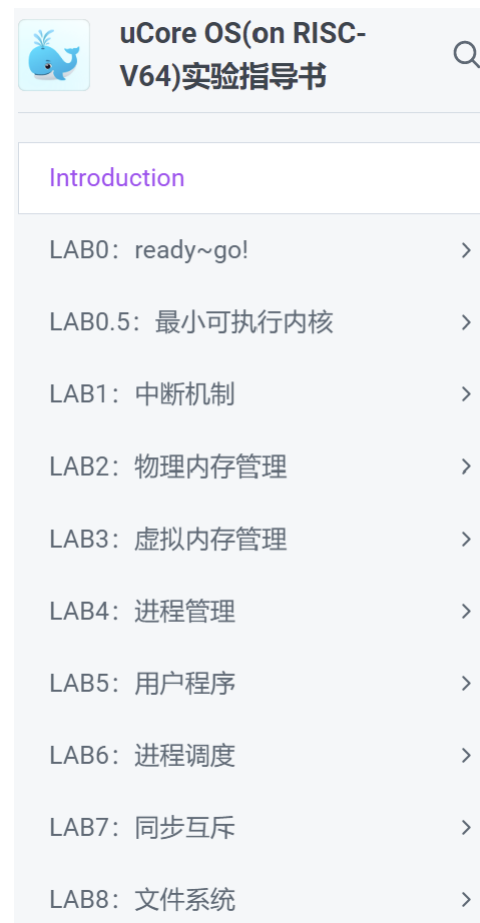 uCore OS(on RISC-
V64)实验指导书
Introduction
LAB0：ready~go!
LAB0.5：最小可执行内核
LAB1：中断机制
LAB2：物理内存管理
LAB3：虚拟内存管理
LAB4：进程管理
LAB5：用户程序
LAB6：进程调度
LAB7：同步互斥
LAB8：文件系统